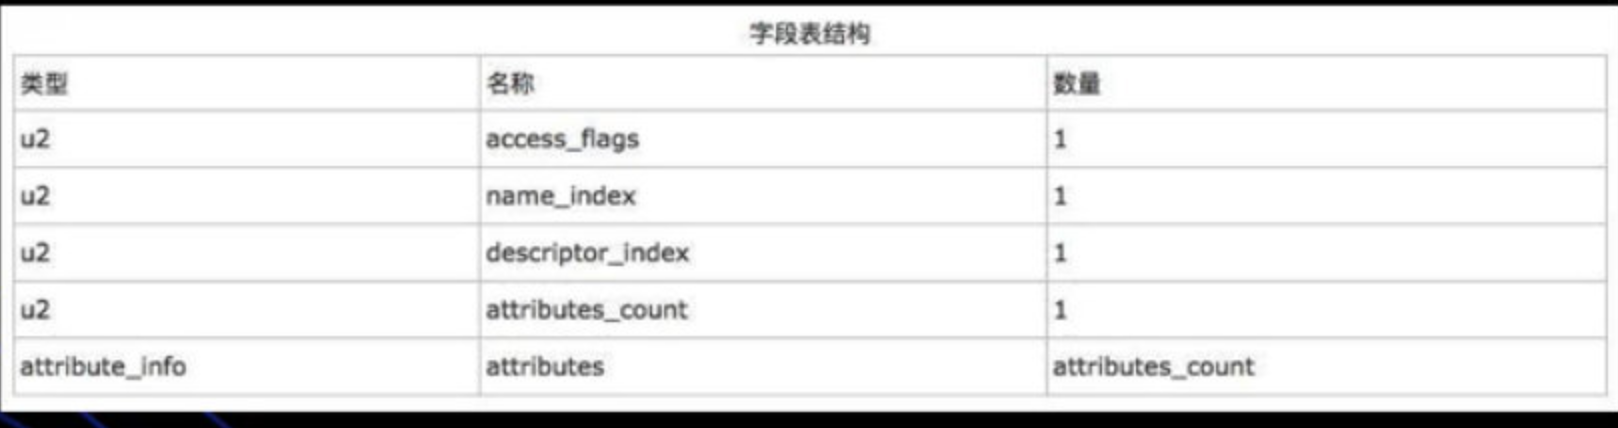 字段表结构
类型 名称 数量
u2 access_flags 1
u2 name_index 1
u2 descriptor_index 1
u2 attributes_count 1
attribute_info attributes attributes_count